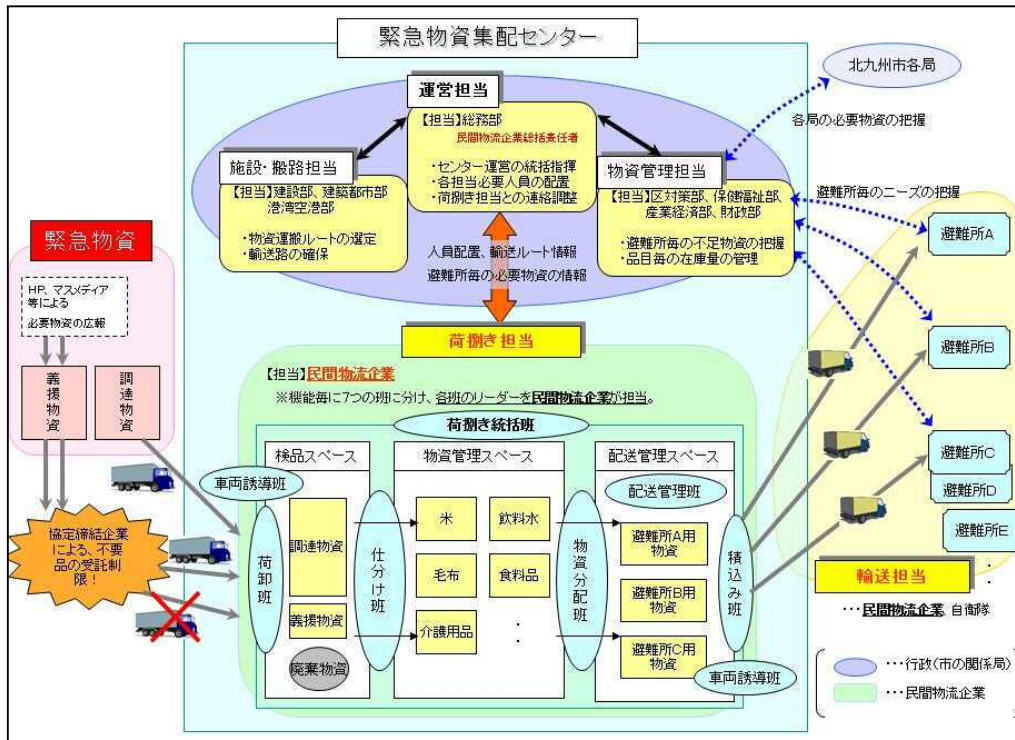 緊急物資集配センター
北九州市各局
各局の必要物資の把握
運営担当
【担当】総務部
民間物流企業総括責任者
・センター運営の統括指揮
・各担当必要人員の配置
・荷捌き担当との連絡調整
施設・搬路担当
【担当】建設部、建築都市部、
港湾空港部
・物資運搬ルートの選定
・輸送路の確保
物資管理担当
【担当】区対策部、保健福祉部、
産業経済部、財政部
・避難所毎の不足物資の把握
・品目毎の在庫量の管理
避難所毎のニーズの把握
人員配置、輸送ルート情報
避難所毎の必要物資の情報
緊急物資
HP、マスメディア
等による
必要物資の広報
義援物資
調達物資
協定締結企業
による、不要
品の受託制
限！
荷捌き担当
【担当】民間物流企業
※機能毎に7つの班に分け、各班のリーダーを民間物流企業が担当。
荷捌き統括班
検品スペース
物資管理スペース
配送管理スペース
車両誘導班
配送管理班
荷卸班
調達物資
義援物資
廃棄物資
仕分け班
米
飲料水
毛布
食料品
介護用品
：
物資分配班
避難所A用
物資
避難所B用
物資
避難所C用
物資
積込み班
車両誘導班
避難所A
避難所B
避難所C
避難所D
避難所E
：
輸送担当
・・・民間物流企業、自衛隊
・・・行政（市の関係局）
・・・民間物流企業